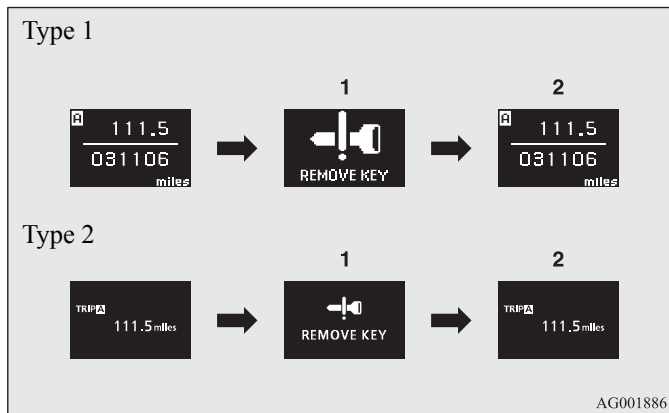 Type 1
1
2
A
111.5
031106
miles
REMOVE KEY
A
111.5
031106
miles
Type 2
1
2
TRIP A
111.5 miles
REMOVE KEY
TRIP A
111.5 miles
AG001886